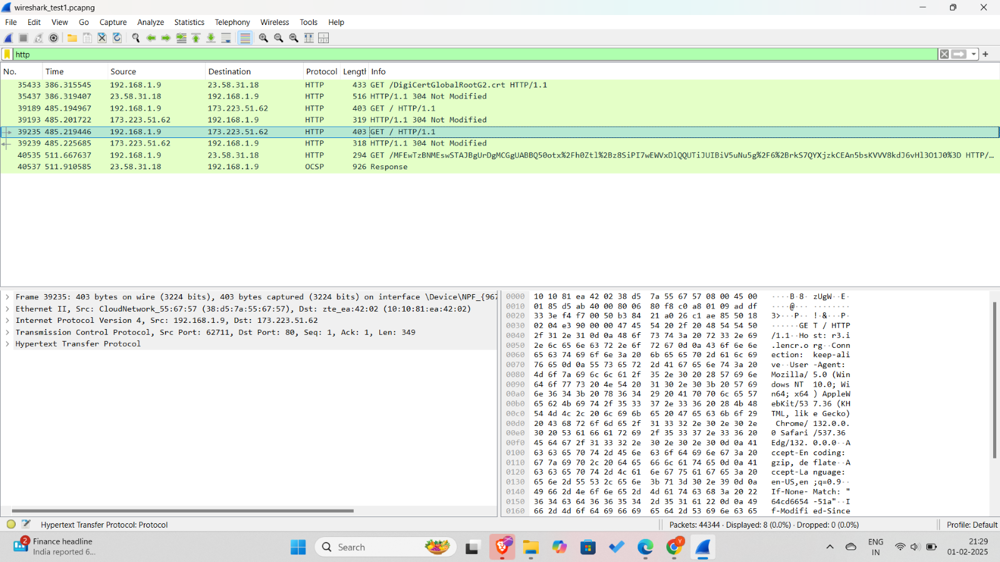 wireshark_test1.pcapng
File Edit View Go Capture Analyze Statistics Telephony Wireless Tools Help
http
No. Time Source Destination Protocol Length Info
35433 386.315545 192.168.1.9 23.58.31.18 HTTP 433 GET /DigiCertGlobalRootG2.crt HTTP/1.1
35437 386.319407 23.58.31.18 192.168.1.9 HTTP 516 HTTP/1.1 304 Not Modified
39189 485.194967 192.168.1.9 173.223.51.62 HTTP 403 GET / HTTP/1.1
39193 485.201722 173.223.51.62 192.168.1.9 HTTP 319 HTTP/1.1 304 Not Modified
39235 485.219446 192.168.1.9 173.223.51.62 HTTP 403 GET / HTTP/1.1
39239 485.225685 173.223.51.62 192.168.1.9 HTTP 318 HTTP/1.1 304 Not Modified
40535 511.667637 192.168.1.9 23.58.31.18 HTTP 294 GET /MFEwTzBNMEswSTAJBgUrDgMCGgUABBQ50otx%2Fh0Ztl%2Bz8SiPI7wEWVxDlQQUTiJUIBiV5uNu5g%2F6%2BrkS7QYXjzkCEAn5bsKVVV8kdJ6vHl3O1J0%3D HTTP/…
40537 511.910585 23.58.31.18 192.168.1.9 OCSP 926 Response
Frame 39235: 403 bytes on wire (3224 bits), 403 bytes captured (3224 bits) on interface \Device\NPF_{967
Ethernet II, Src: CloudNetwork_55:67:57 (38:d5:7a:55:67:57), Dst: zte_ea:42:02 (10:10:81:ea:42:02)
Internet Protocol Version 4, Src: 192.168.1.9, Dst: 173.223.51.62
Transmission Control Protocol, Src Port: 62711, Dst Port: 80, Seq: 1, Ack: 1, Len: 349
Hypertext Transfer Protocol
0000 10 10 81 ea 42 02 38 d5 7a 55 67 57 08 00 45 00 ····B·8· zUgW··E·
0010 01 85 d5 ab 40 00 80 06 80 f8 c0 a8 01 09 ad df ····@··· ········
0020 33 3e f4 f7 00 50 b3 84 21 a0 26 c1 ae 85 50 18 3>···P·· !·&···P·
0030 02 04 e3 90 00 00 47 45 54 20 2f 20 48 54 54 50 ······GE T / HTTP
0040 2f 31 2e 31 0d 0a 48 6f 73 74 3a 20 72 33 2e 69 /1.1··Ho st: r3.i
0050 2e 6c 65 6e 63 72 2e 6f 72 67 0d 0a 43 6f 6e 6e .lencr.o rg··Conn
0060 65 63 74 69 6f 6e 3a 20 6b 65 65 70 2d 61 6c 69 ection: keep-ali
0070 76 65 0d 0a 55 73 65 72 2d 41 67 65 6e 74 3a 20 ve··User -Agent:
0080 4d 6f 7a 69 6c 6c 61 2f 35 2e 30 20 28 57 69 6e Mozilla/ 5.0 (Win
0090 64 6f 77 73 20 4e 54 20 31 30 2e 30 3b 20 57 69 dows NT 10.0; Wi
00a0 6e 36 34 3b 20 78 36 34 29 20 41 70 70 6c 65 57 n64; x64 ) AppleW
00b0 65 62 4b 69 74 2f 35 33 37 2e 33 36 20 28 4b 48 ebKit/53 7.36 (KH
00c0 54 4d 4c 2c 20 6c 69 6b 65 20 47 65 63 6b 6f 29 TML, lik e Gecko)
00d0 20 43 68 72 6f 6d 65 2f 31 33 32 2e 30 2e 30 2e Chrome/ 132.0.0.
00e0 30 20 53 61 66 61 72 69 2f 35 33 37 2e 33 36 20 0 Safari /537.36
00f0 45 64 67 2f 31 33 32 2e 30 2e 30 2e 30 0d 0a 41 Edg/132. 0.0.0··A
0100 63 63 65 70 74 2d 45 6e 63 6f 64 69 6e 67 3a 20 ccept-En coding:
0110 67 7a 69 70 2c 20 64 65 66 6c 61 74 65 0d 0a 41 gzip, de flate··A
0120 63 63 65 70 74 2d 4c 61 6e 67 75 61 67 65 3a 20 ccept-La nguage:
0130 65 6e 2d 55 53 2c 65 6e 3b 71 3d 30 2e 39 0d 0a en-US,en ;q=0.9··
0140 49 66 2d 4e 6f 6e 65 2d 4d 61 74 63 68 3a 20 22 If-None- Match: "
0150 36 34 63 64 36 36 35 34 2d 35 31 61 22 0d 0a 49 64cd6654 -51a"··I
0160 66 2d 4d 6f 64 69 66 69 65 64 2d 53 69 6e 63 65 f-Modifi ed-Since
Hypertext Transfer Protocol: Protocol
Packets: 44344 · Displayed: 8 (0.0%) · Dropped: 0 (0.0%)
Profile: Default
2
Finance headline
India reported 6...
Search
Y
ENG
IN
21:29
01-02-2025